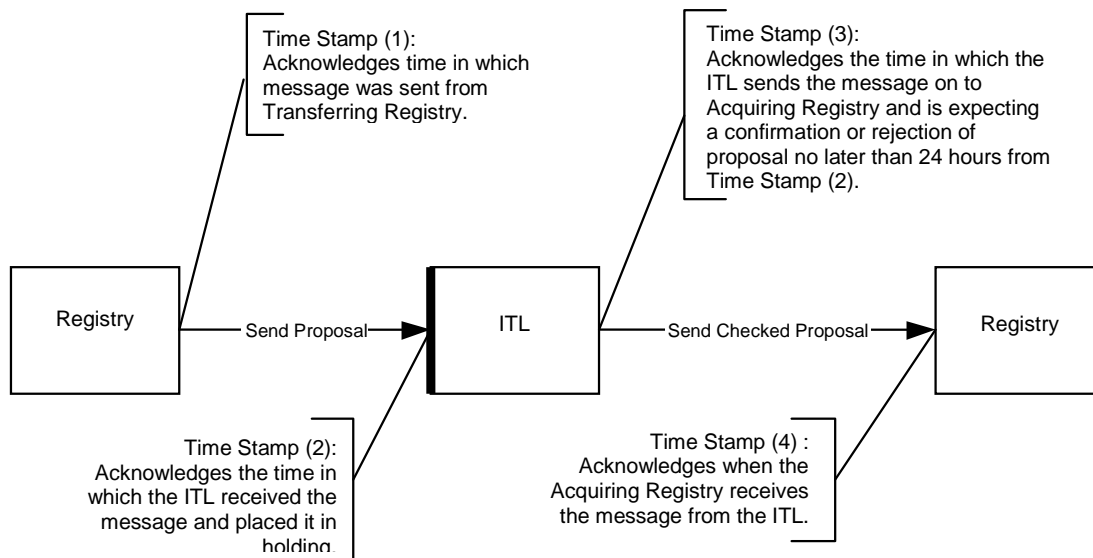 Time Stamp (1):
Acknowledges time in which
message was sent from
Transferring Registry.
Time Stamp (3):
Acknowledges the time in which the
ITL sends the message on to
Acquiring Registry and is expecting
a confirmation or rejection of
proposal no later than 24 hours from
Time Stamp (2).
Registry
Send Proposal
ITL
Send Checked Proposal
Registry
Time Stamp (2):
Acknowledges the time in
which the ITL received the
message and placed it in
holding.
Time Stamp (4) :
Acknowledges when the
Acquiring Registry receives
the message from the ITL.